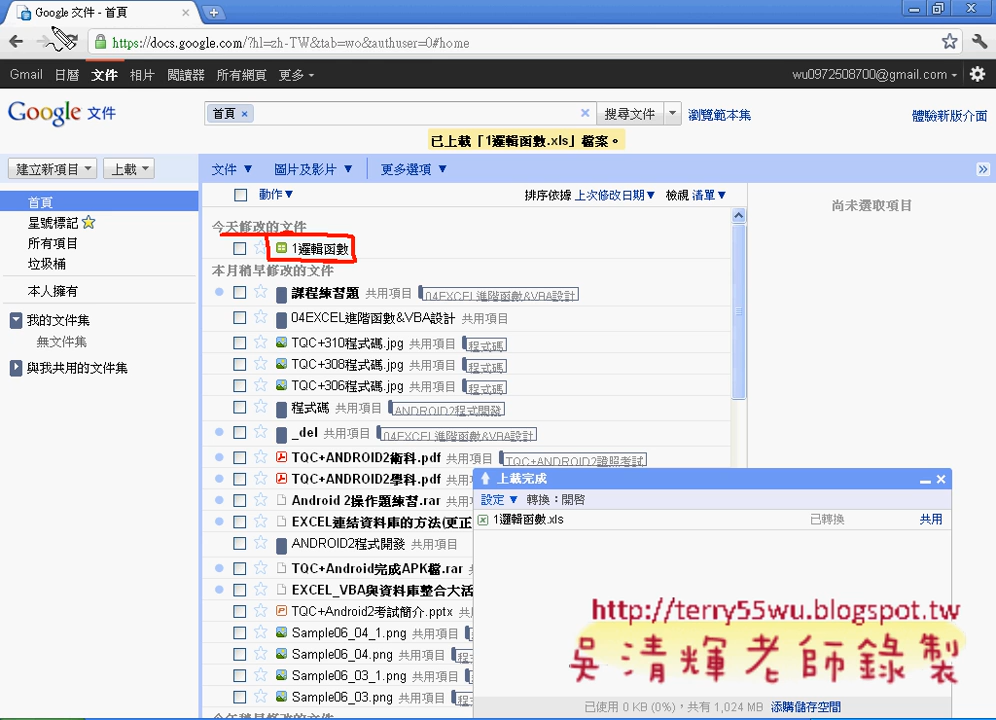 Google 文件 - 首頁
https://docs.google.com/?hl=zh-TW&tab=wo&authuser=0#home
Gmail 日曆 文件 相片 閱讀器 所有網頁 更多 wu0972508700@gmail.com
Google 文件 首頁 × 搜尋文件 瀏覽範本集 體驗新版介面
已上載「1邏輯函數.xls」檔案。
建立新項目 上載 文件 圖片及影片 更多選項
動作 排序依據 上次修改日期 檢視 清單
首頁
星號標記
所有項目
垃圾桶
本人擁有
我的文件集
無文件集
與我共用的文件集
尚未選取項目
今天修改的文件
1邏輯函數
本月稍早修改的文件
課程練習題 共用項目 04EXCEL進階函數&VBA設計
04EXCEL進階函數&VBA設計 共用項目
TQC+310程式碼.jpg 共用項目 程式碼
TQC+308程式碼.jpg 共用項目 程式碼
TQC+306程式碼.jpg 共用項目 程式碼
程式碼 共用項目 ANDROID2程式開發
_del 共用項目 04EXCEL進階函數&VBA設計
TQC+ANDROID2術科.pdf 共用項目 TQC+ANDROID2證照考試
TQC+ANDROID2學科.pdf 共用
Android 2操作題練習.rar 共用
EXCEL連結資料庫的方法(更正
ANDROID2程式開發 共用項目
TQC+Android完成APK檔.rar
EXCEL_VBA與資料庫整合大活
TQC+Android2考試簡介.pptx 共
Sample06_04_1.png 共用項目
Sample06_04.png 共用項目
Sample06_03_1.png 共用項目
Sample06_03.png 共用項目
上載完成
設定 轉換：開啓
1邏輯函數.xls 已轉換 共用
http://terry55wu.blogspot.tw
吳清輝老師錄製
已使用 0 KB (0%)，共有 1,024 MB 添購儲存空間